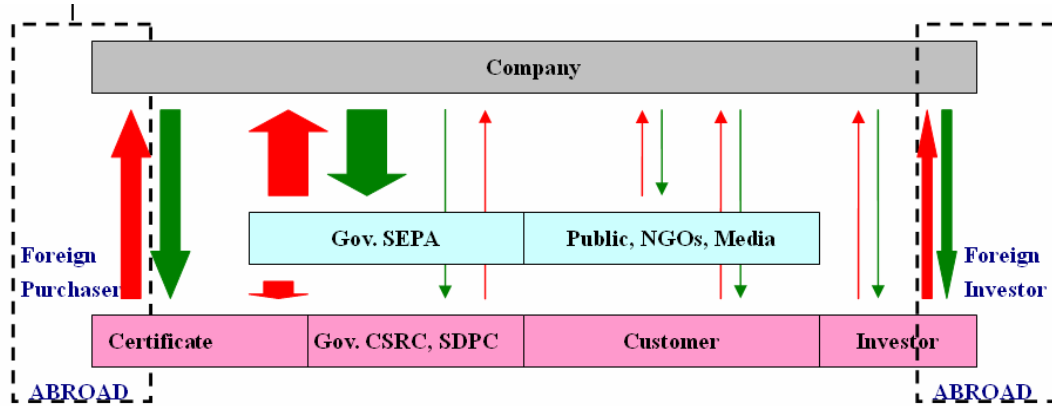 Company
Gov. SEPA
Public, NGOs, Media
Foreign
Purchaser
Foreign
Investor
Certificate
Gov. CSRC, SDPC
Customer
Investor
ABROAD
ABROAD